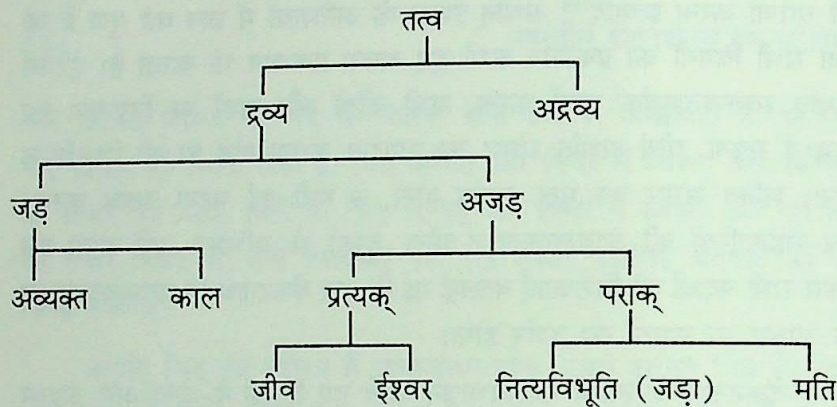 तत्व
द्रव्य अद्रव्य
जड़ अजड़
अव्यक्त काल प्रत्यक् पराक्
जीव ईश्वर नित्यविभूति (जड़ा) मति